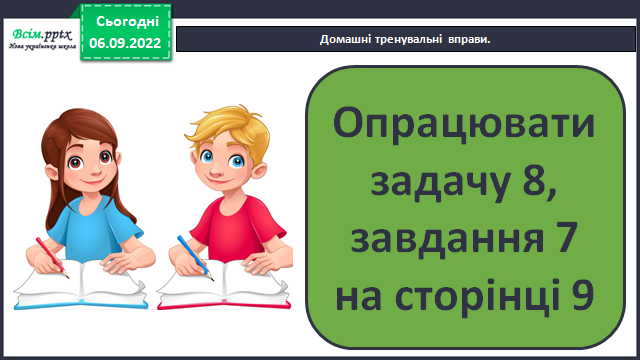 Всім.pptx
Нова українська школа
Сьогодні
06.09.2022
Домашні тренувальні вправи.
Опрацювати
задачу 8,
завдання 7
на сторінці 9